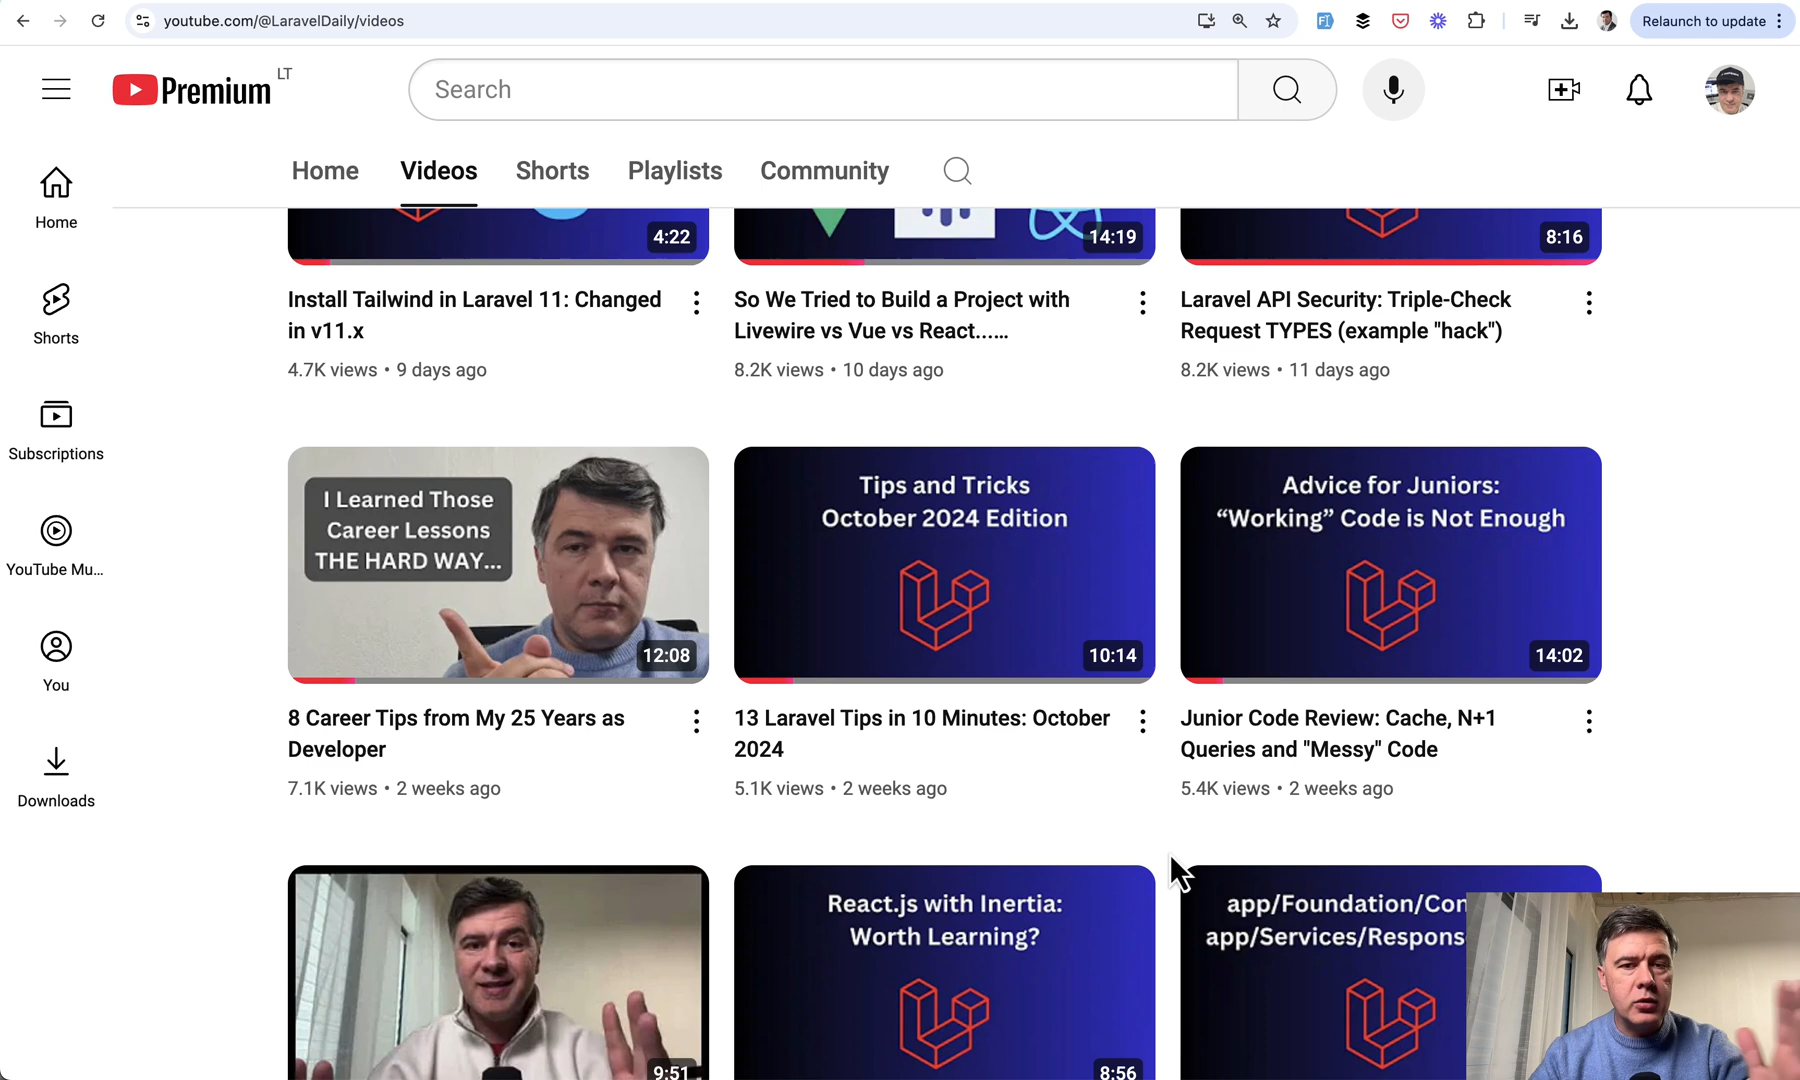 youtube.com/@LaravelDaily/videos
Relaunch to update
Premium
LT
Search
Home
Videos
Shorts
Playlists
Community
Home
Shorts
Subscriptions
YouTube Mu...
You
Downloads
4:22
14:19
8:16
Install Tailwind in Laravel 11: Changed
in v11.x
4.7K views • 9 days ago
So We Tried to Build a Project with
Livewire vs Vue vs React...…
8.2K views • 10 days ago
Laravel API Security: Triple-Check
Request TYPES (example "hack")
8.2K views • 11 days ago
I Learned Those
Career Lessons
THE HARD WAY...
12:08
Tips and Tricks
October 2024 Edition
10:14
Advice for Juniors:
“Working” Code is Not Enough
14:02
8 Career Tips from My 25 Years as
Developer
7.1K views • 2 weeks ago
13 Laravel Tips in 10 Minutes: October
2024
5.1K views • 2 weeks ago
Junior Code Review: Cache, N+1
Queries and "Messy" Code
5.4K views • 2 weeks ago
9:51
React.js with Inertia:
Worth Learning?
8:56
app/Foundation/Con
app/Services/Respons